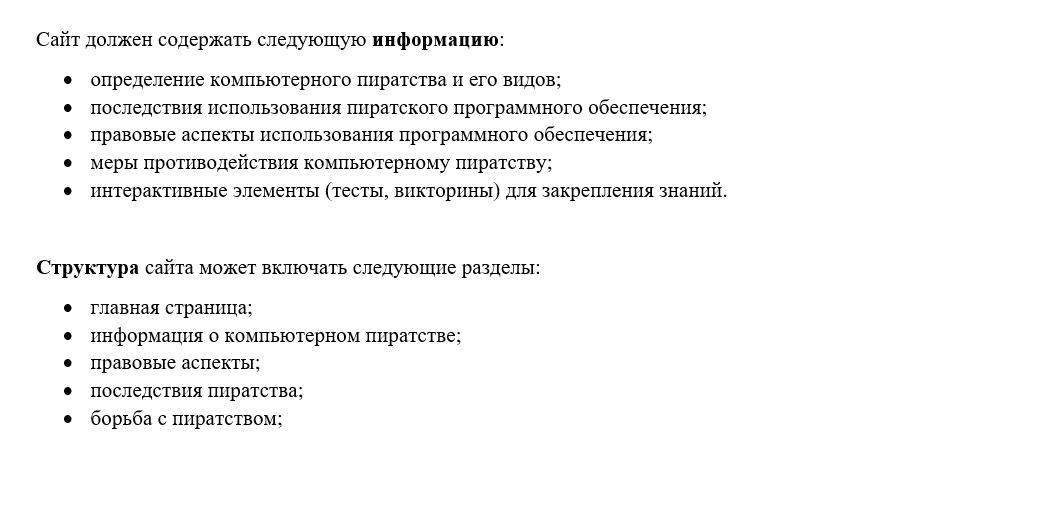 Сайт должен содержать следующую информацию:
• определение компьютерного пиратства и его видов;
• последствия использования пиратского программного обеспечения;
• правовые аспекты использования программного обеспечения;
• меры противодействия компьютерному пиратству;
• интерактивные элементы (тесты, викторины) для закрепления знаний.
Структура сайта может включать следующие разделы:
• главная страница;
• информация о компьютерном пиратстве;
• правовые аспекты;
• последствия пиратства;
• борьба с пиратством;